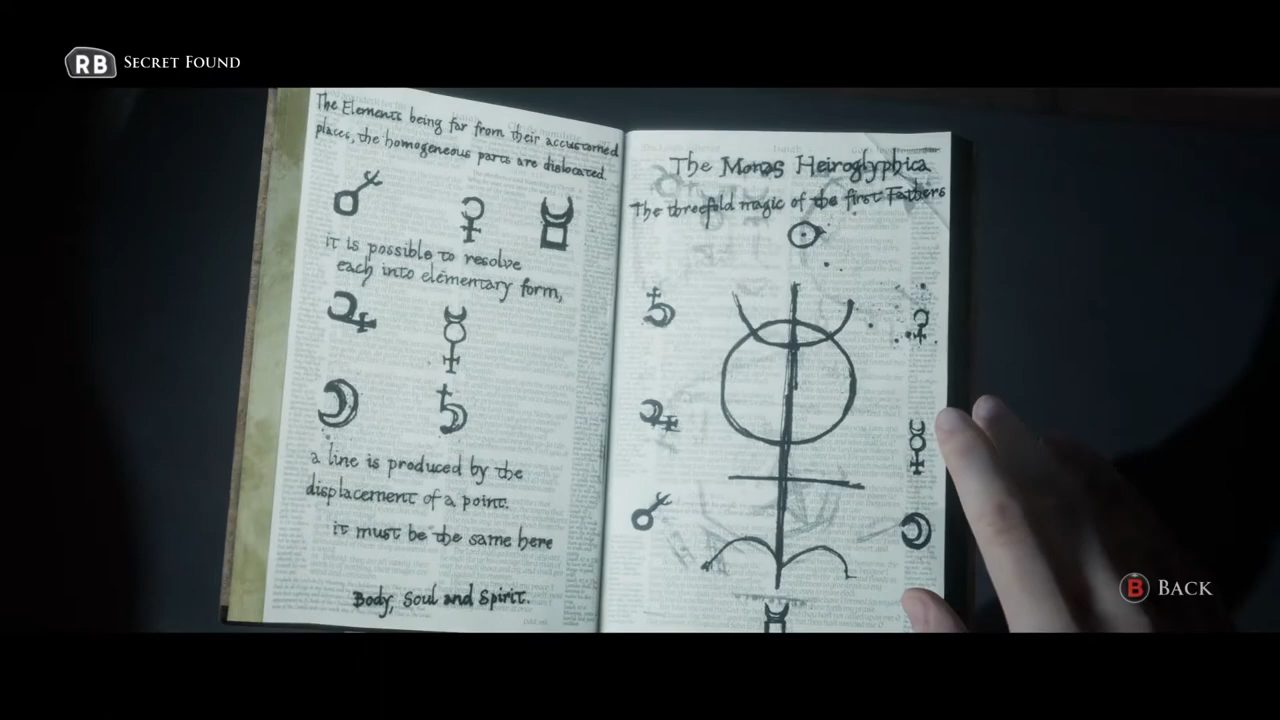 RB Secret Found
The Elements being far from their accustomed
places, the homogeneous parts are dislocated.
it is possible to resolve
each into elementary form,
a line is produced by the
displacement of a point.
it must be the same here
Body, Soul and Spirit.
The Monas Heiroglyphica
The threefold magic of the first Fathers
B Back